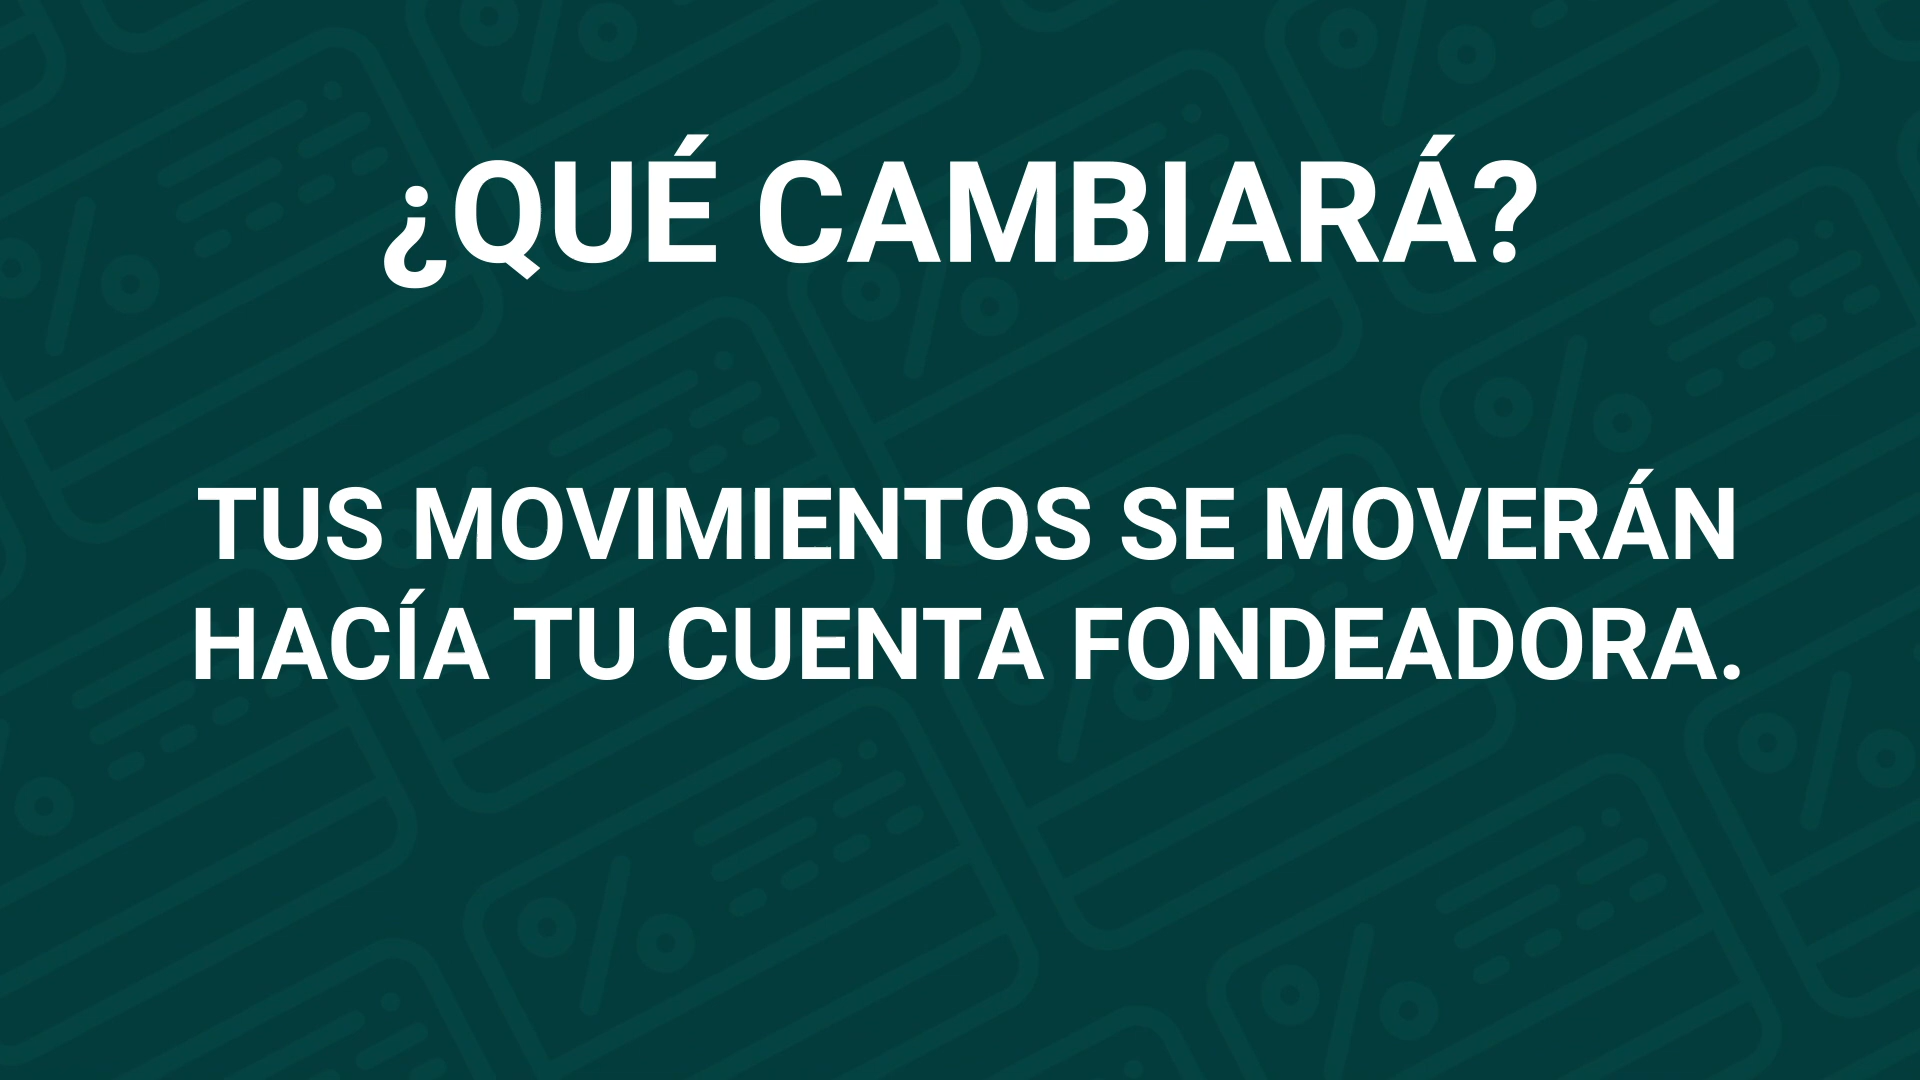 ¿QUÉ CAMBIARÁ?
TUS MOVIMIENTOS SE MOVERÁN
HACÍA TU CUENTA FONDEADORA.